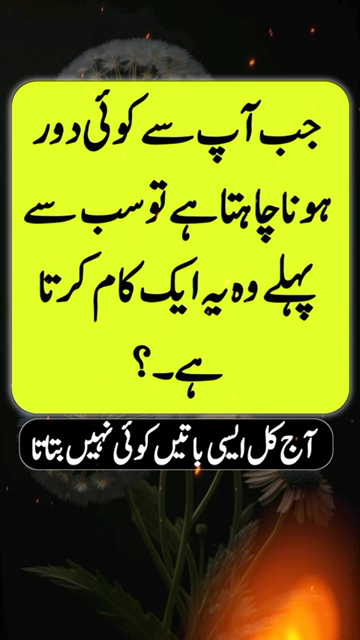 جب آپ سے کوئی دور
ہونا چاہتا ہے تو سب سے
پہلے وہ یہ ایک کام کرتا
ہے۔؟
آج کل ایسی باتیں کوئی نہیں بتاتا